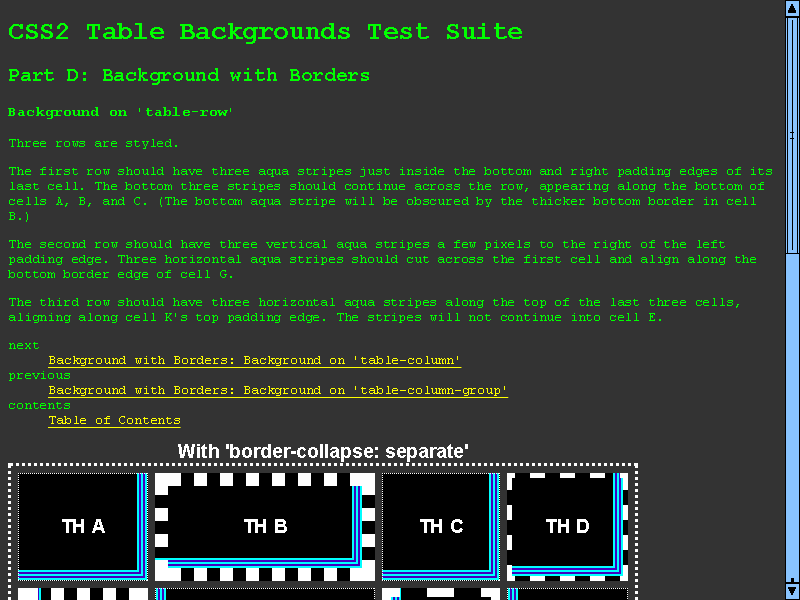 CSS2 Table Backgrounds Test Suite
Part D: Background with Borders
Background on 'table-row'
Three rows are styled.
The first row should have three aqua stripes just inside the bottom and right padding edges of its
last cell. The bottom three stripes should continue across the row, appearing along the bottom of
cells A, B, and C. (The bottom aqua stripe will be obscured by the thicker bottom border in cell
B.)
The second row should have three vertical aqua stripes a few pixels to the right of the left
padding edge. Three horizontal aqua stripes should cut across the first cell and align along the
bottom border edge of cell G.
The third row should have three horizontal aqua stripes along the top of the last three cells,
aligning along cell K's top padding edge. The stripes will not continue into cell E.
next
Background with Borders: Background on 'table-column'
previous
Background with Borders: Background on 'table-column-group'
contents
Table of Contents
With 'border-collapse: separate'
TH A TH B TH C TH D